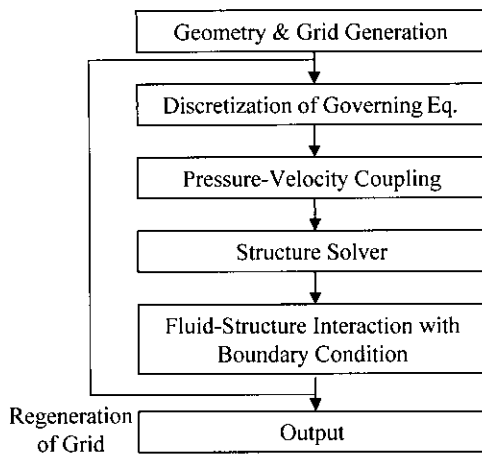 Geometry & Grid Generation
Discretization of Governing Eq.
Pressure-Velocity Coupling
Structure Solver
Fluid-Structure Interaction with
Boundary Condition
Regeneration
of Grid
Output